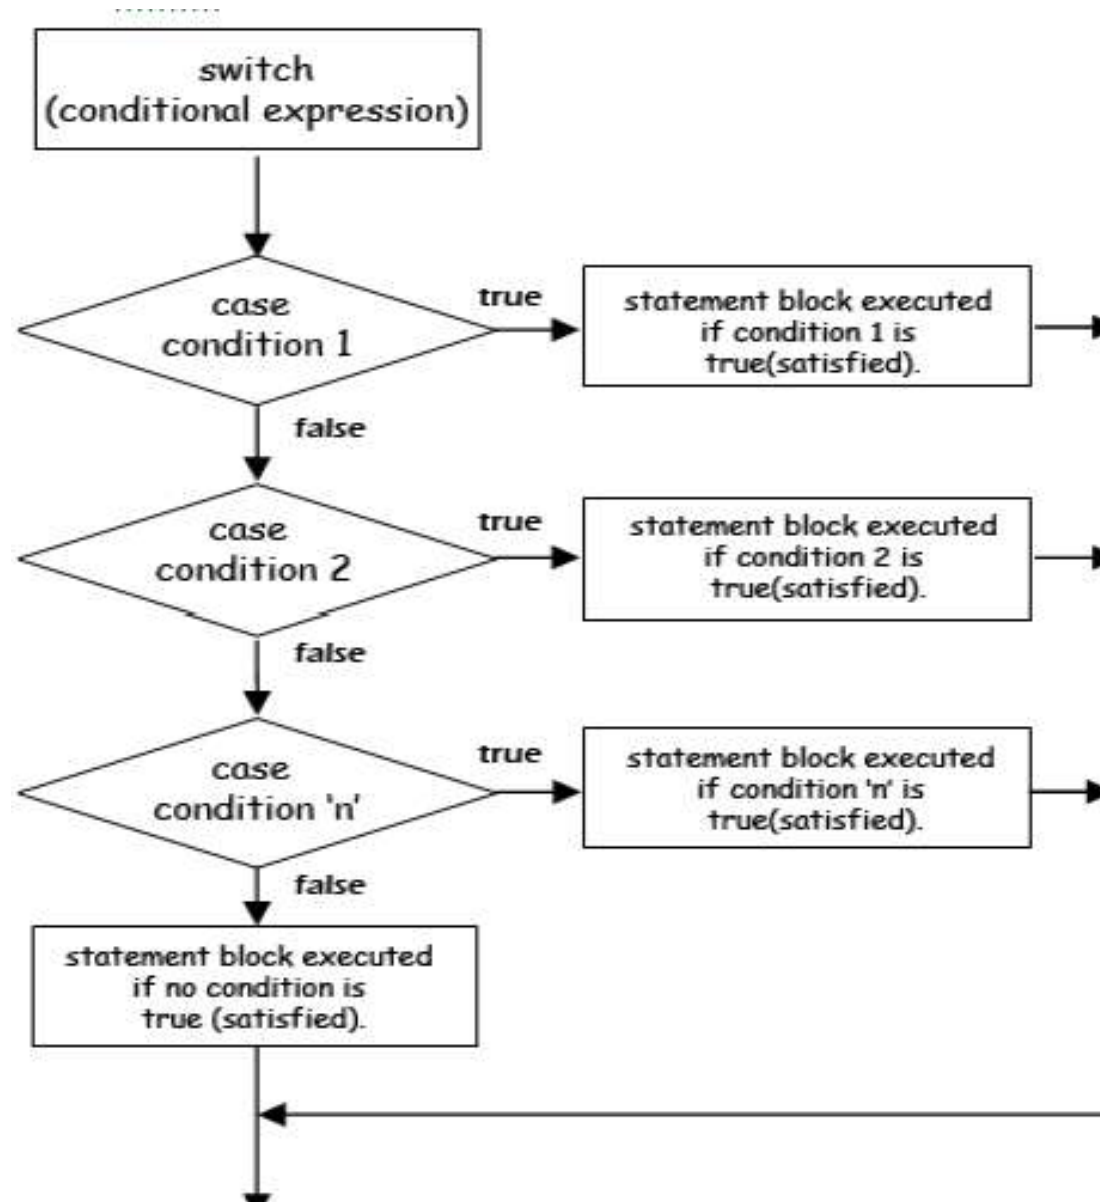 switch
(conditional expression)
case
condition 1
true
statement block executed
if condition 1 is
true(satisfied).
false
case
condition 2
true
statement block executed
if condition 2 is
true(satisfied).
false
case
condition 'n'
true
statement block executed
if condition 'n' is
true(satisfied).
false
statement block executed
if no condition is
true (satisfied).